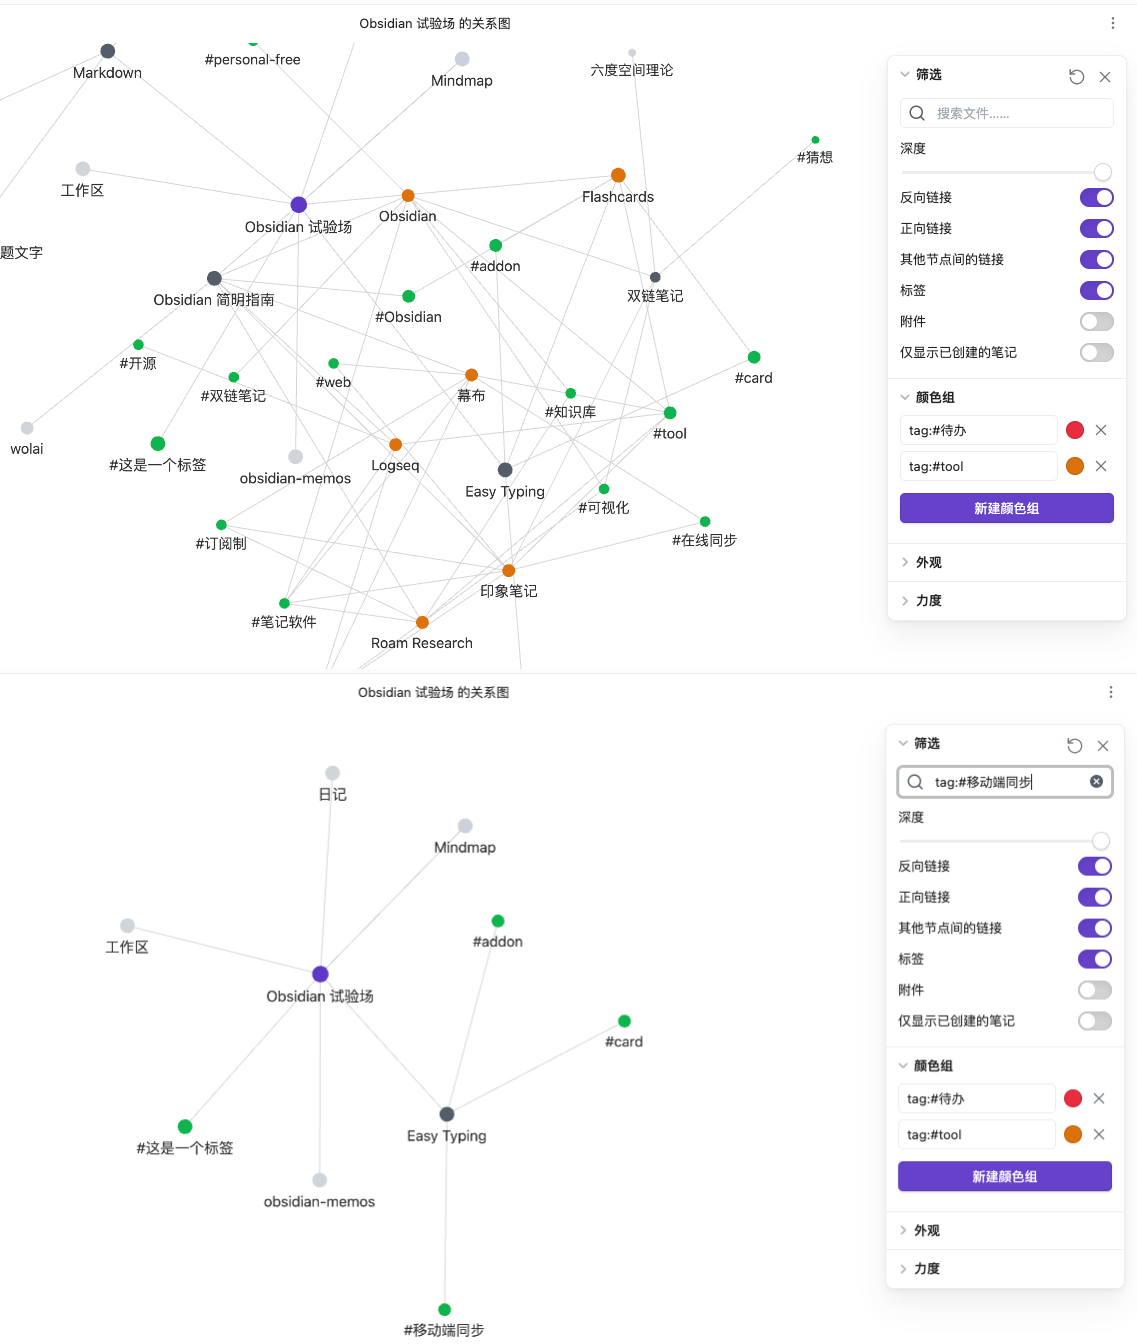 Obsidian 试验场 的关系图
#personal-free
Markdown
Mindmap
六度空间理论
#猜想
工作区
Flashcards
Obsidian
Obsidian 试验场
题文字
#addon
双链笔记
Obsidian 简明指南
#Obsidian
#开源
#card
#web
#双链笔记
幕布
#知识库
#tool
wolai
#这是一个标签
Logseq
obsidian-memos
Easy Typing
#可视化
#订阅制
#在线同步
印象笔记
#笔记软件
Roam Research
筛选
搜索文件......
深度
反向链接
正向链接
其他节点间的链接
标签
附件
仅显示已创建的笔记
颜色组
tag:#待办
tag:#tool
新建颜色组
外观
力度
Obsidian 试验场 的关系图
日记
Mindmap
工作区
#addon
Obsidian 试验场
#card
Easy Typing
#这是一个标签
obsidian-memos
#移动端同步
筛选
tag:#移动端同步
深度
反向链接
正向链接
其他节点间的链接
标签
附件
仅显示已创建的笔记
颜色组
tag:#待办
tag:#tool
新建颜色组
外观
力度